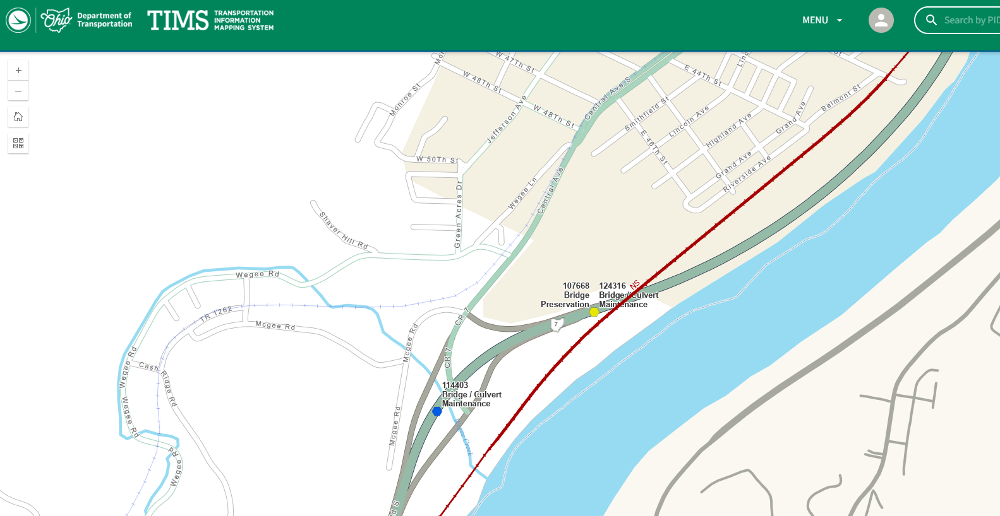 Ohio
Department of
Transportation
TIMS
TRANSPORTATION
INFORMATION
MAPPING SYSTEM
MENU
Search by PID
W 47Th St
W 48Th St
Monroe St
Jefferson Ave
W 48Th St
Central Ave S
E 44Th St
Belmont St
Smithfield St
Lincoln Ave
Highland Ave
Grand Ave
E 46Th St
Grand Ave
Riverside Ave
W 50Th St
Green Acres Dr
Wegee Ln
Central Ave
Shaver Hill Rd
Wegee Rd
TR 1262
Mcgee Rd
Mcgee Rd
CR 7
CR 7
107668
Bridge
Preservation
124316
Bridge / Culvert
Maintenance
NS
7
Wegee Rd
Cash Ridge Rd
Wegee Rd
Wegee Rd
114403
Bridge / Culvert
Maintenance
Mcgee Rd
Wegee Creek